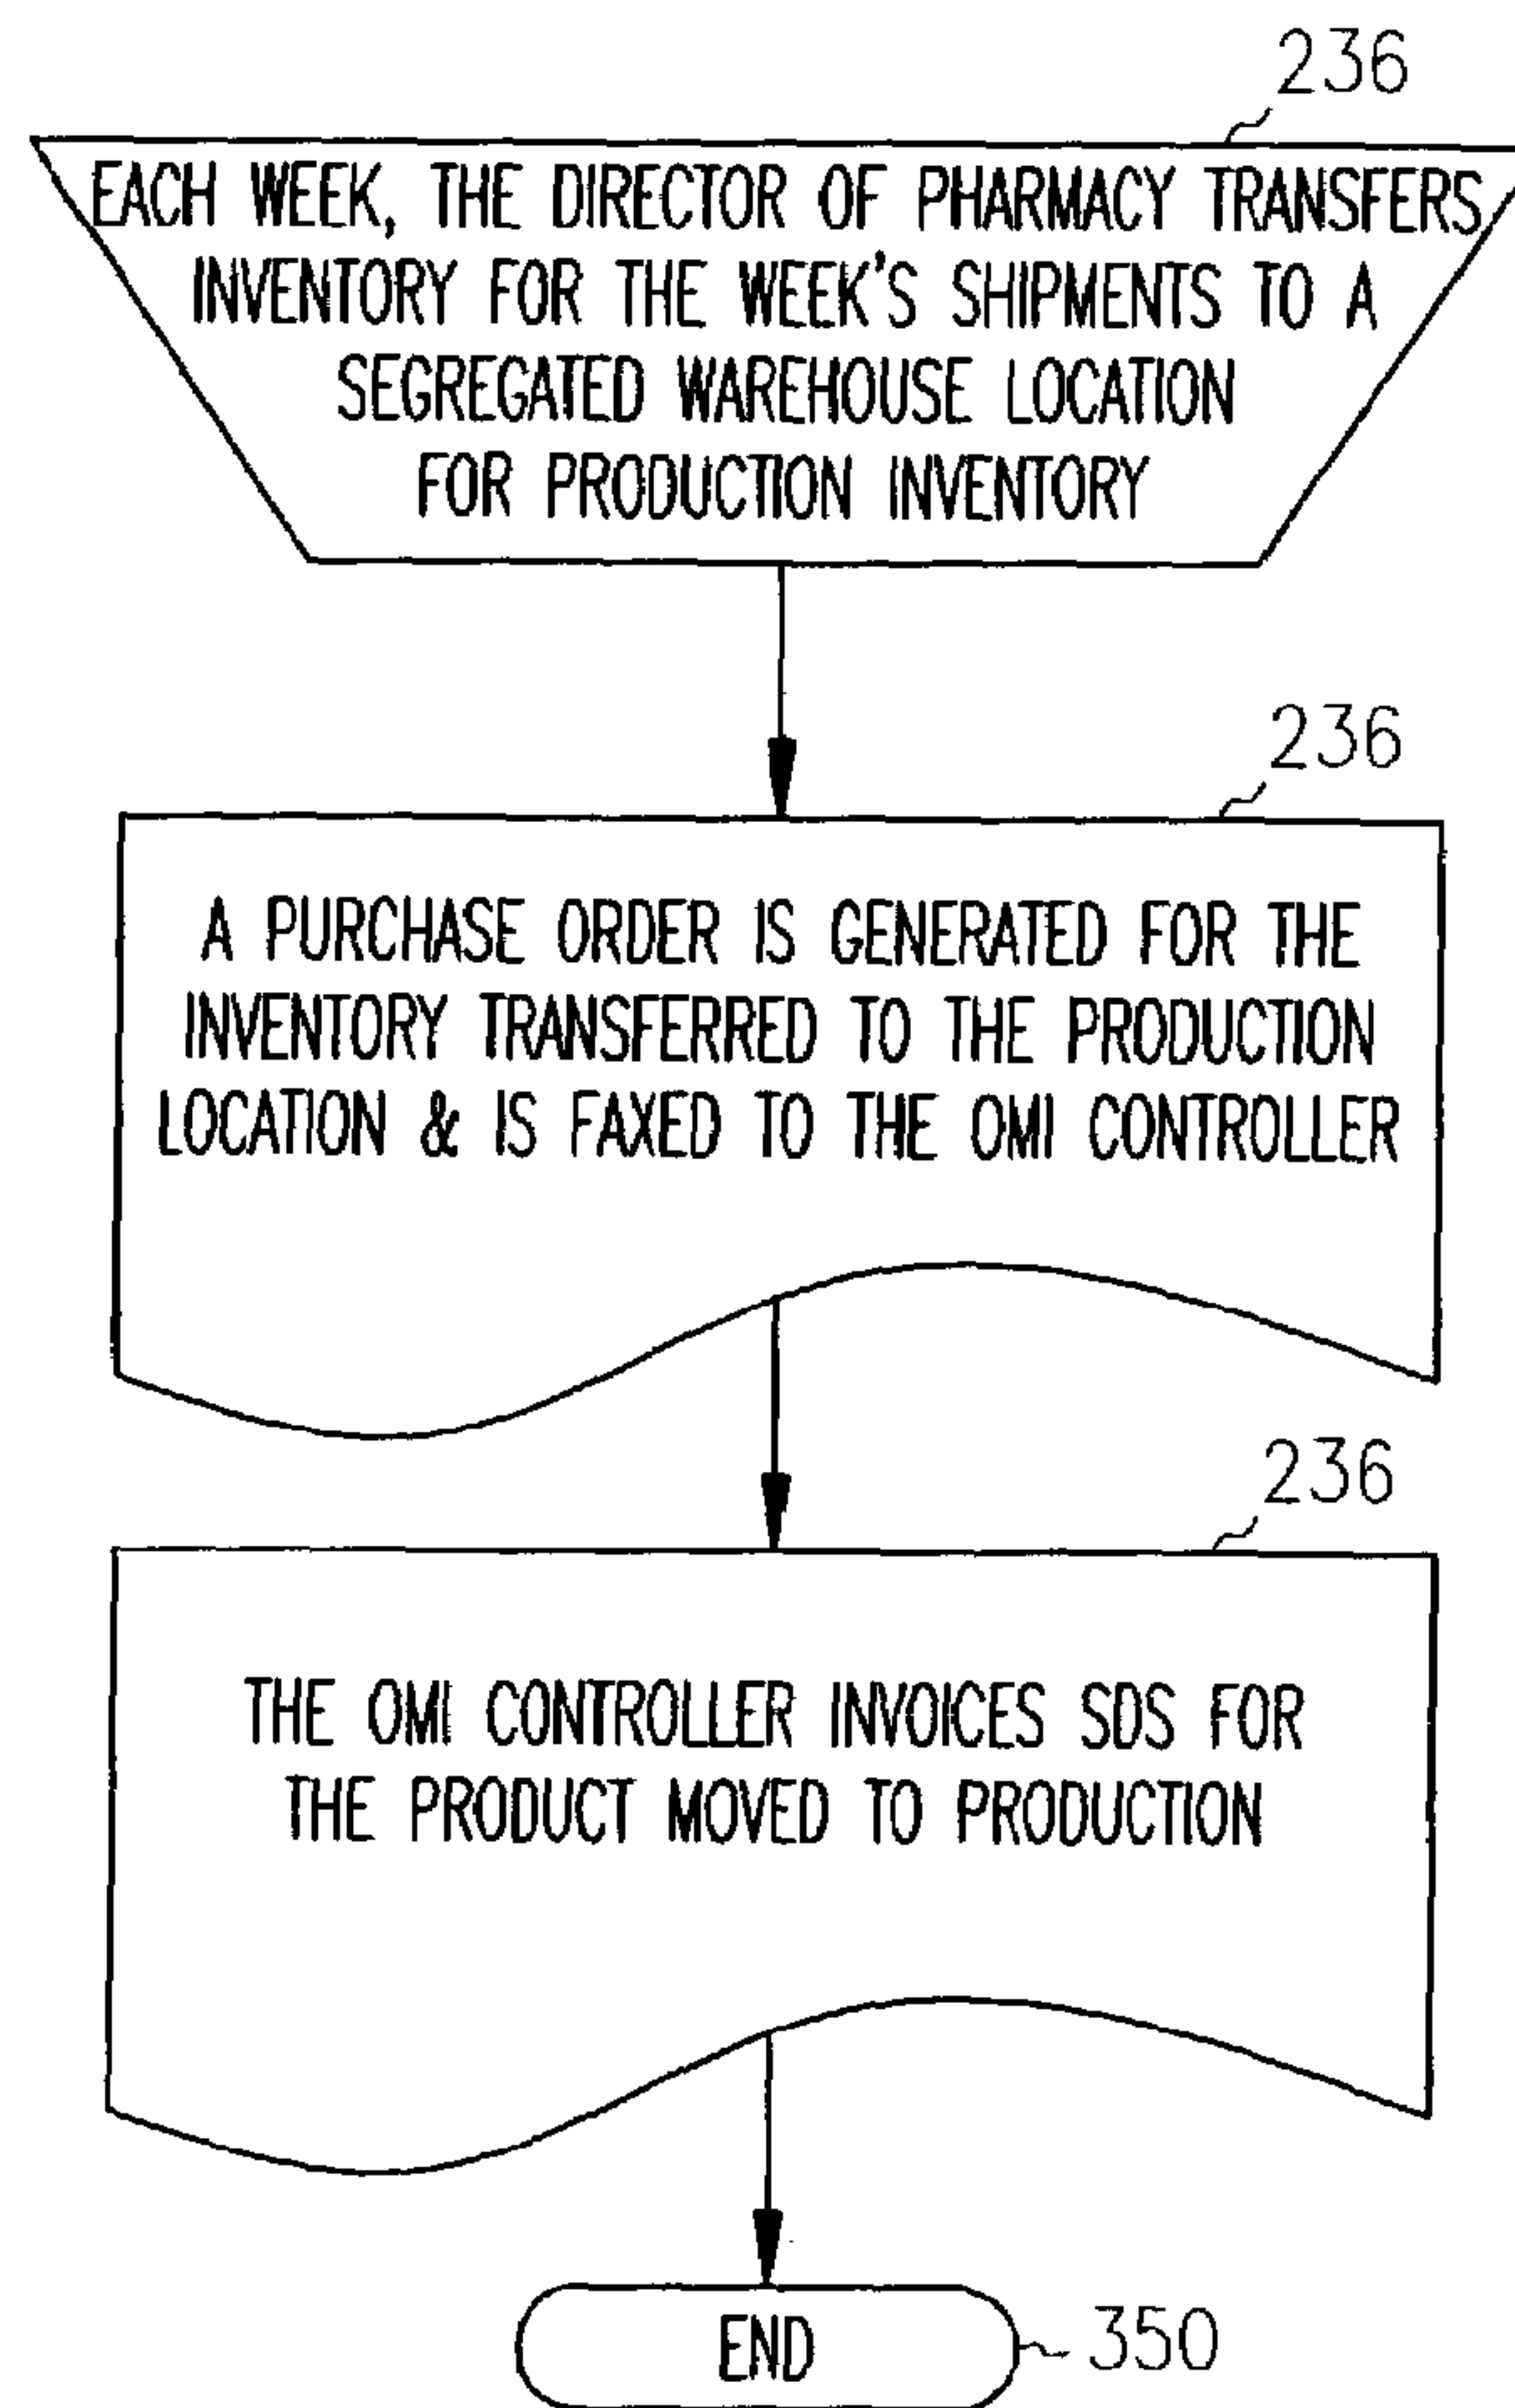 236
EACH WEEK, THE DIRECTOR OF PHARMACY TRANSFERS
INVENTORY FOR THE WEEK'S SHIPMENTS TO A
SEGREGATED WAREHOUSE LOCATION
FOR PRODUCTION INVENTORY
236
A PURCHASE ORDER IS GENERATED FOR THE
INVENTORY TRANSFERRED TO THE PRODUCTION
LOCATION & IS FAXED TO THE OMI CONTROLLER
236
THE OMI CONTROLLER INVOICES SDS FOR
THE PRODUCT MOVED TO PRODUCTION
END
350